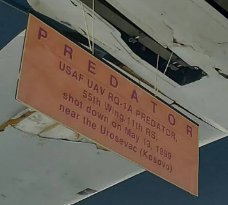 PREDATOR
USAF UAV RQ-1A PREDATOR,
55th Wing-11th RS,
shot down on May 13, 1999
near the Urosevac (Kosovo)